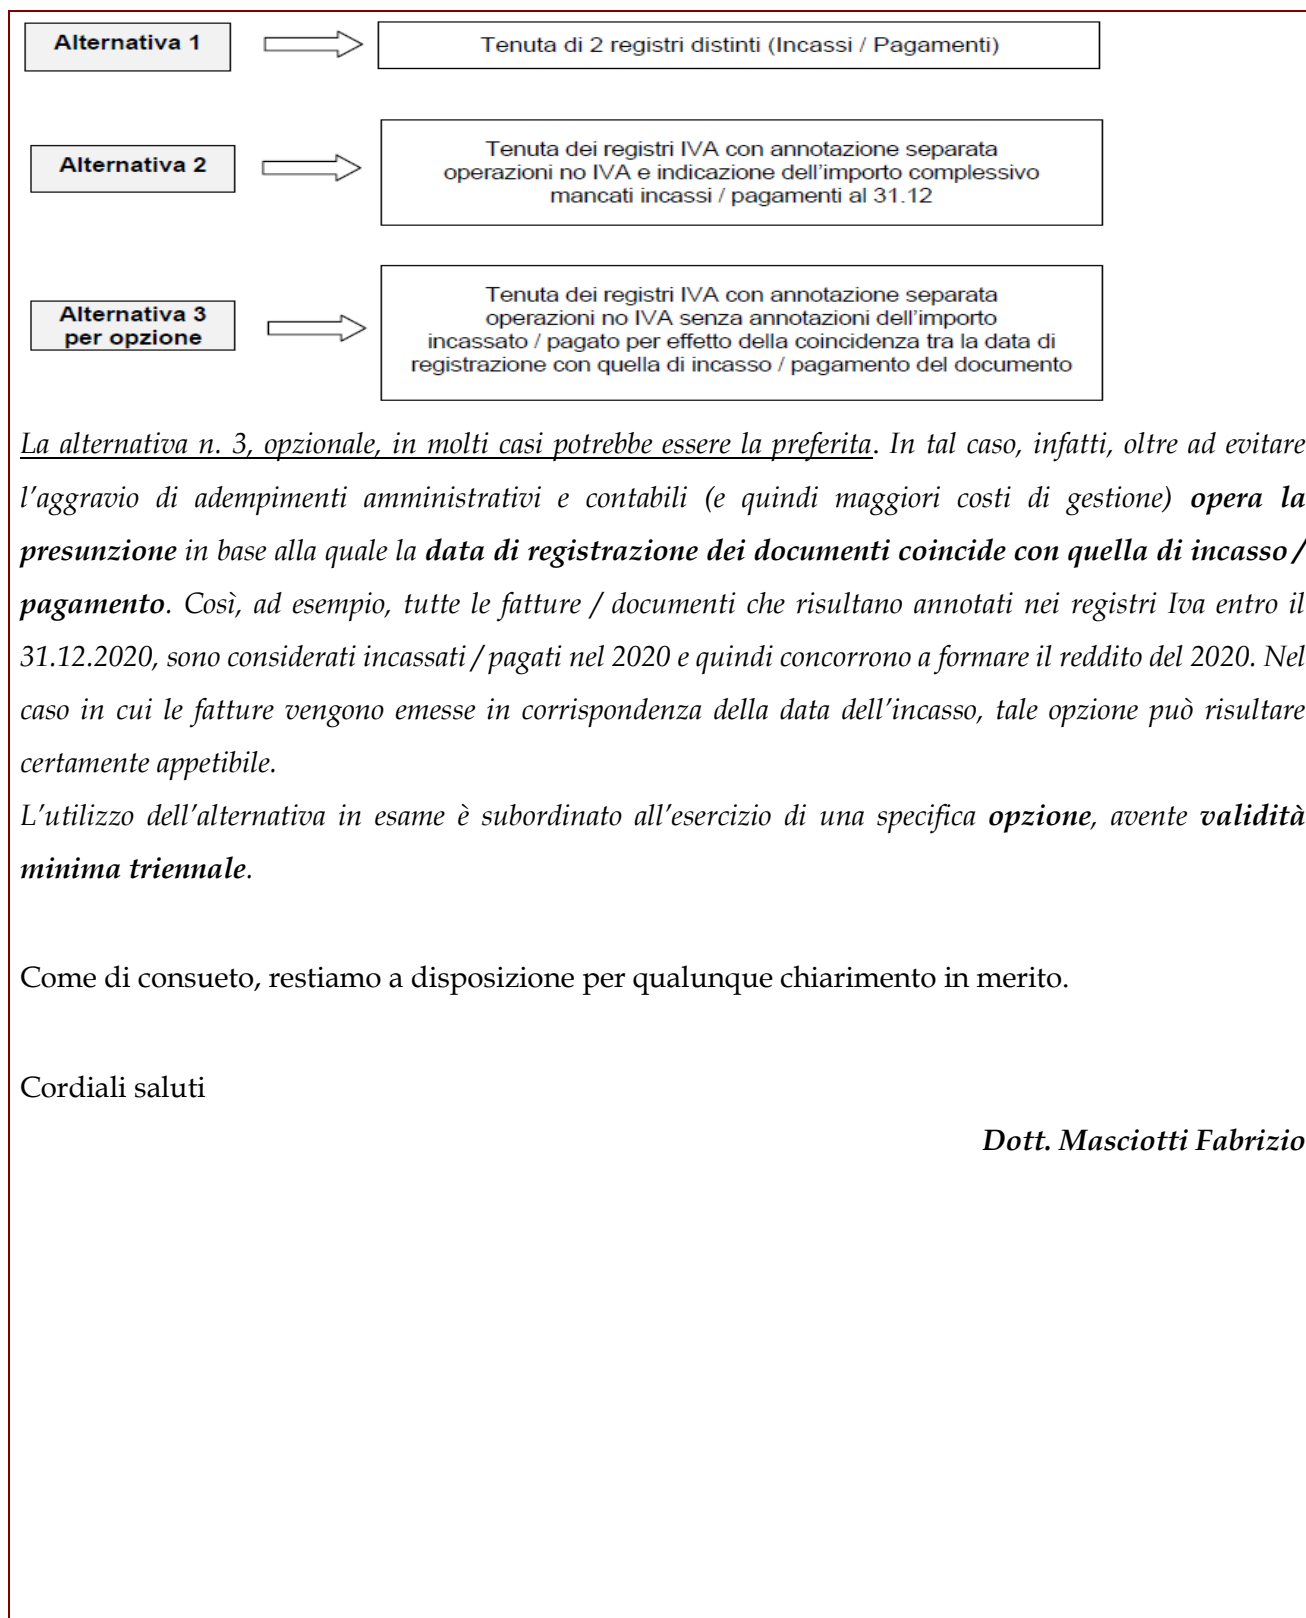 Alternativa 1
Tenuta di 2 registri distinti (Incassi / Pagamenti)
Alternativa 2
Tenuta dei registri IVA con annotazione separata
operazioni no IVA e indicazione dell'importo complessivo
mancati incassi / pagamenti al 31.12
Alternativa 3
per opzione
Tenuta dei registri IVA con annotazione separata
operazioni no IVA senza annotazioni dell'importo
incassato / pagato per effetto della coincidenza tra la data di
registrazione con quella di incasso / pagamento del documento
La alternativa n. 3, opzionale, in molti casi potrebbe essere la preferita. In tal caso, infatti, oltre ad evitare
l'aggravio di adempimenti amministrativi e contabili (e quindi maggiori costi di gestione) opera la
presunzione in base alla quale la data di registrazione dei documenti coincide con quella di incasso /
pagamento. Così, ad esempio, tutte le fatture / documenti che risultano annotati nei registri Iva entro il
31.12.2020, sono considerati incassati / pagati nel 2020 e quindi concorrono a formare il reddito del 2020. Nel
caso in cui le fatture vengono emesse in corrispondenza della data dell'incasso, tale opzione può risultare
certamente appetibile.
L'utilizzo dell'alternativa in esame è subordinato all'esercizio di una specifica opzione, avente validità
minima triennale.
Come di consueto, restiamo a disposizione per qualunque chiarimento in merito.
Cordiali saluti
Dott. Masciotti Fabrizio